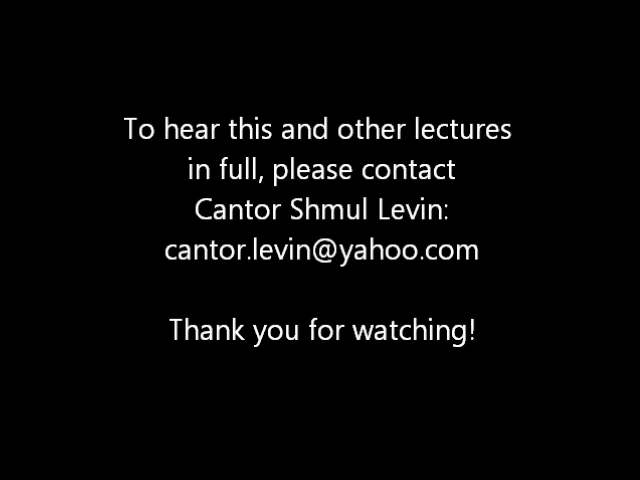 To hear this and other lectures
in full, please contact
Cantor Shmul Levin:
cantor.levin@yahoo.com
Thank you for watching!